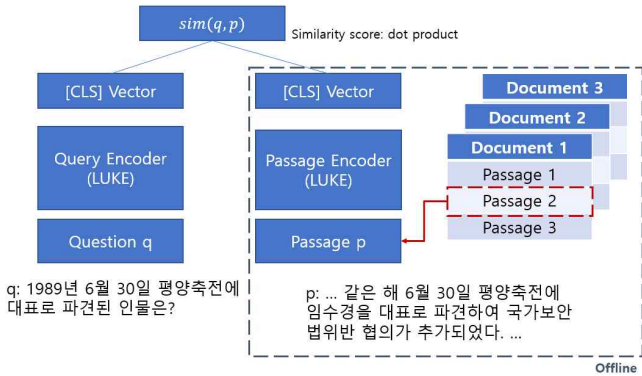 sim(q,p)
Similarity score: dot product
[CLS] Vector
Query Encoder
(LUKE)
Question q
q: 1989년 6월 30일 평양축전에
대표로 파견된 인물은?
[CLS] Vector
Passage Encoder
(LUKE)
Passage p
Document 3
Document 2
Document 1
Passage 1
Passage 2
Passage 3
p: ... 같은 해 6월 30일 평양축전에
임수경을 대표로 파견하여 국가보안
법위반 협의가 추가되었다. ...
Offline